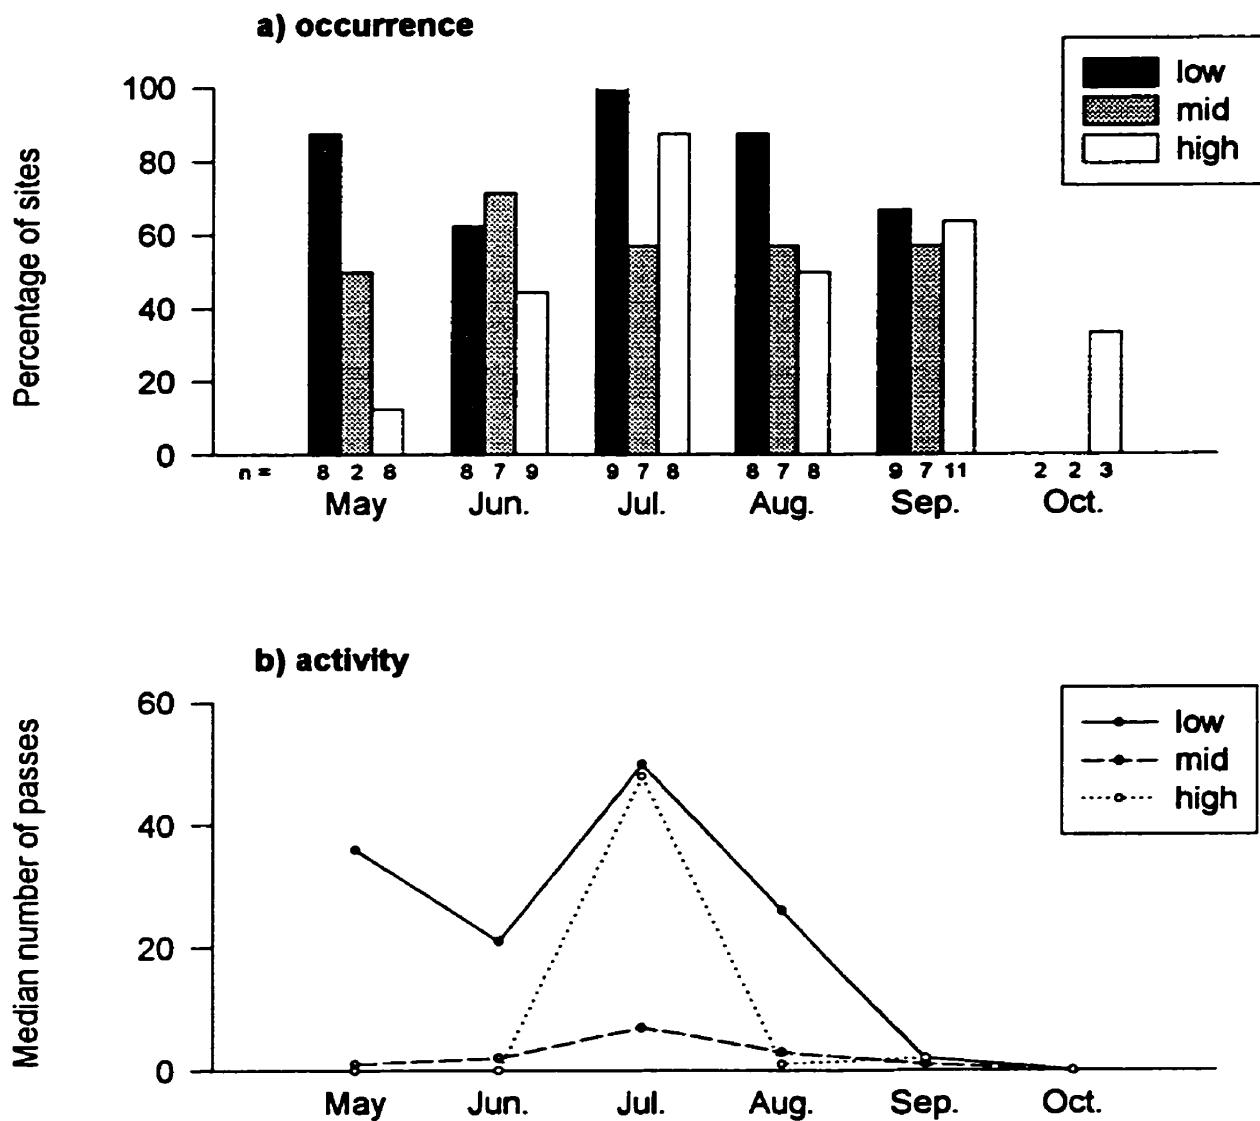 a) occurrence
low
mid
high
Percentage of sites
100
80
60
40
20
0
n = 8 2 8 8 7 9 9 7 8 8 7 8 9 7 11 2 2 3
May Jun. Jul. Aug. Sep. Oct.
b) activity
low
mid
high
Median number of passes
60
40
20
0
May Jun. Jul. Aug. Sep. Oct.